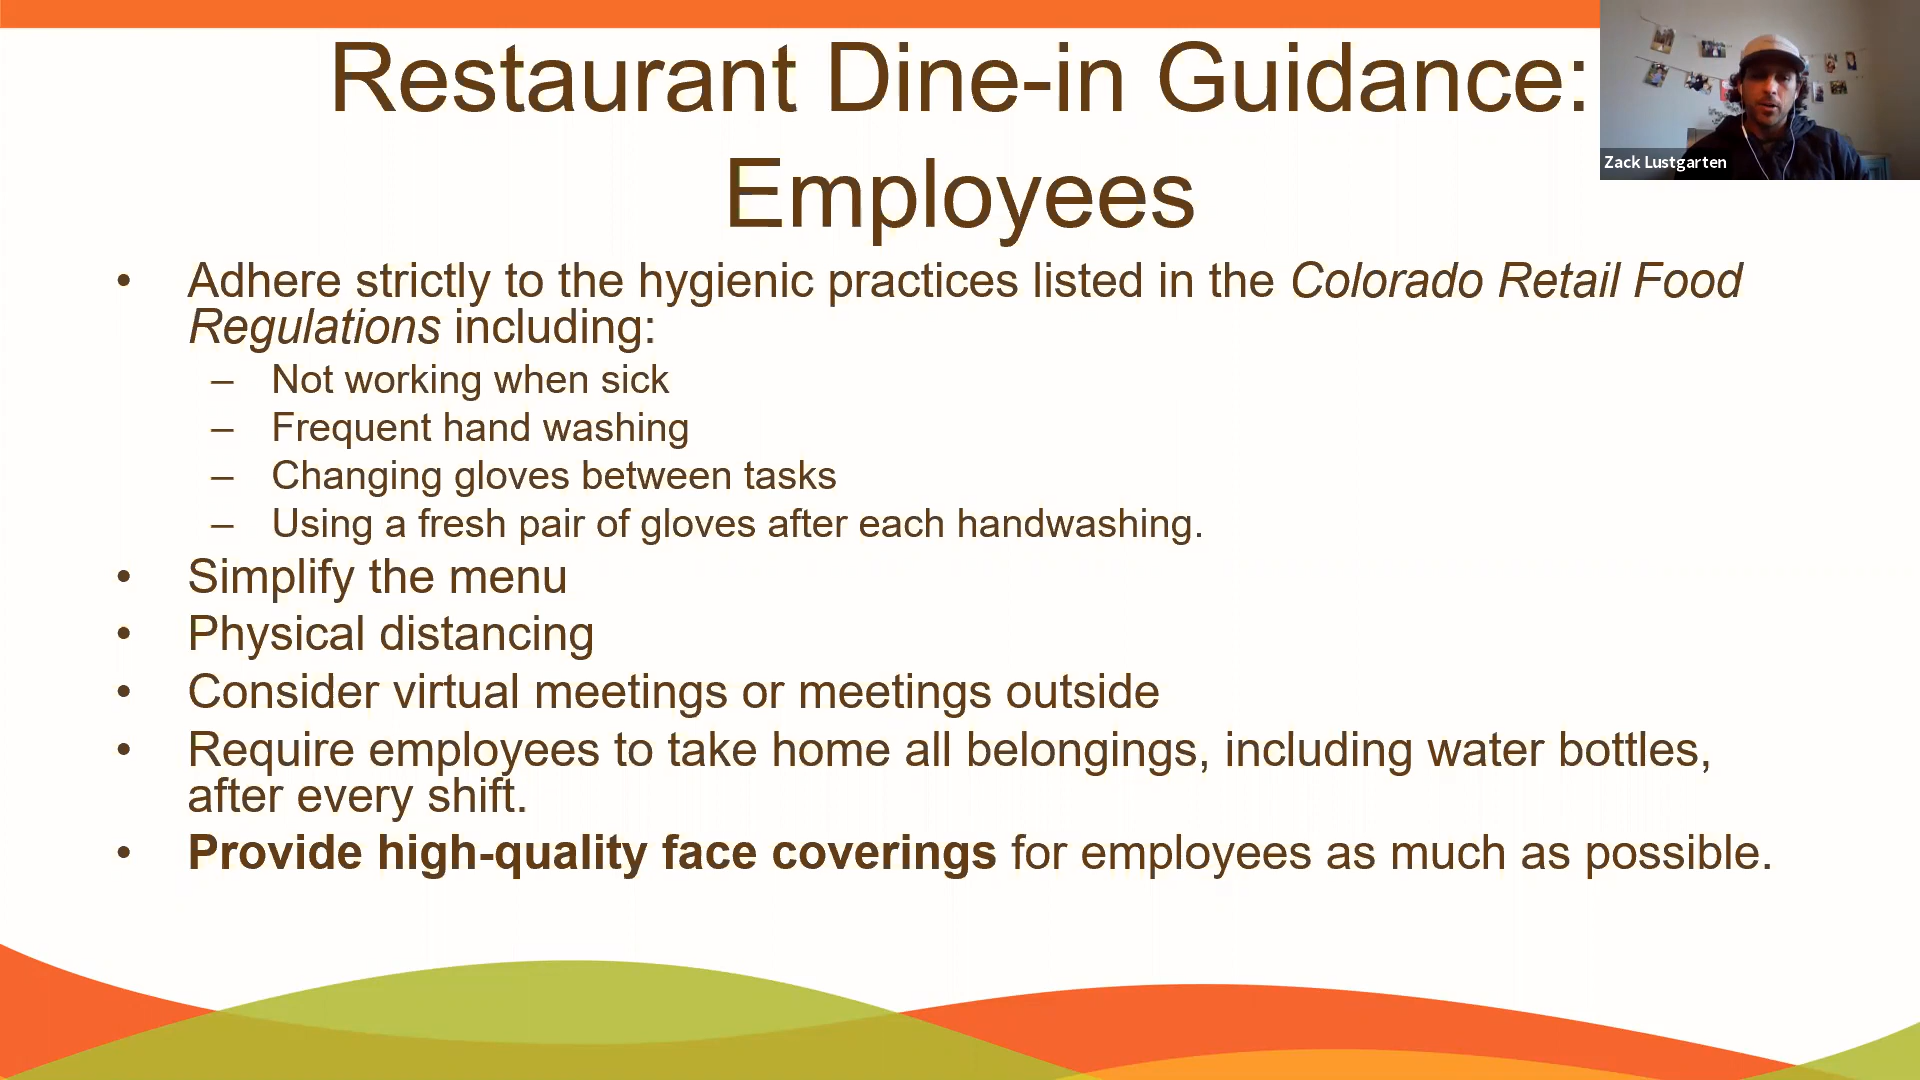 Restaurant Dine-in Guidance:
Employees
Zack Lustgarten
• Adhere strictly to the hygienic practices listed in the Colorado Retail Food
Regulations including:
– Not working when sick
– Frequent hand washing
– Changing gloves between tasks
– Using a fresh pair of gloves after each handwashing.
• Simplify the menu
• Physical distancing
• Consider virtual meetings or meetings outside
• Require employees to take home all belongings, including water bottles,
after every shift.
• Provide high-quality face coverings for employees as much as possible.